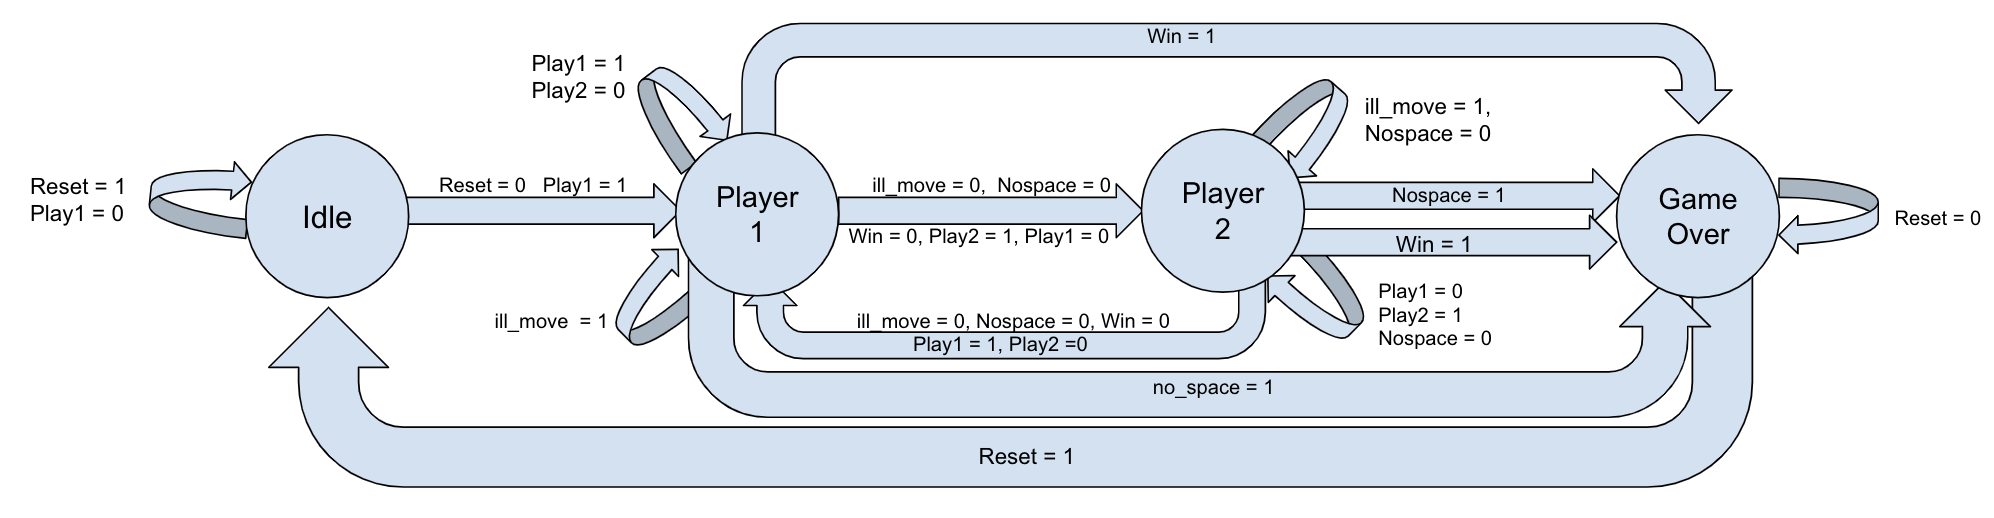 Win = 1
Play1 = 1
Play2 = 0
ill_move = 1,
Nospace = 0
Reset = 1
Play1 = 0
Idle
Reset = 0 Play1 = 1
Player
1
ill_move = 0, Nospace = 0
Win = 0, Play2 = 1, Play1 = 0
Player
2
Nospace = 1
Win = 1
Game
Over
Reset = 0
ill_move = 1
ill_move = 0, Nospace = 0, Win = 0
Play1 = 1, Play2 =0
Play1 = 0
Play2 = 1
Nospace = 0
no_space = 1
Reset = 1